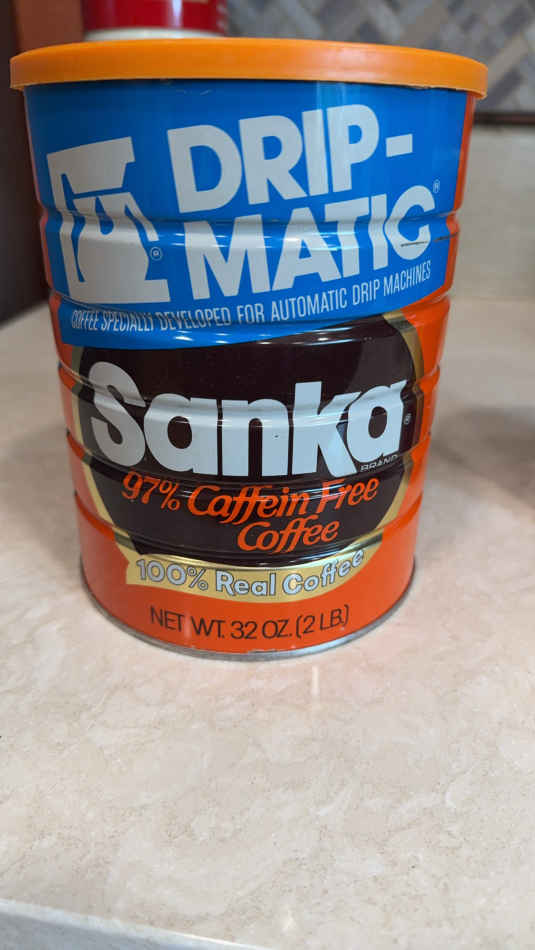 DRIP-
MATIC®
®
COFFEE SPECIALLY DEVELOPED FOR AUTOMATIC DRIP MACHINES
Sanka®
BRAND
97% Caffein Free
Coffee
100% Real Coffee
NET WT. 32 OZ. (2 LB.)